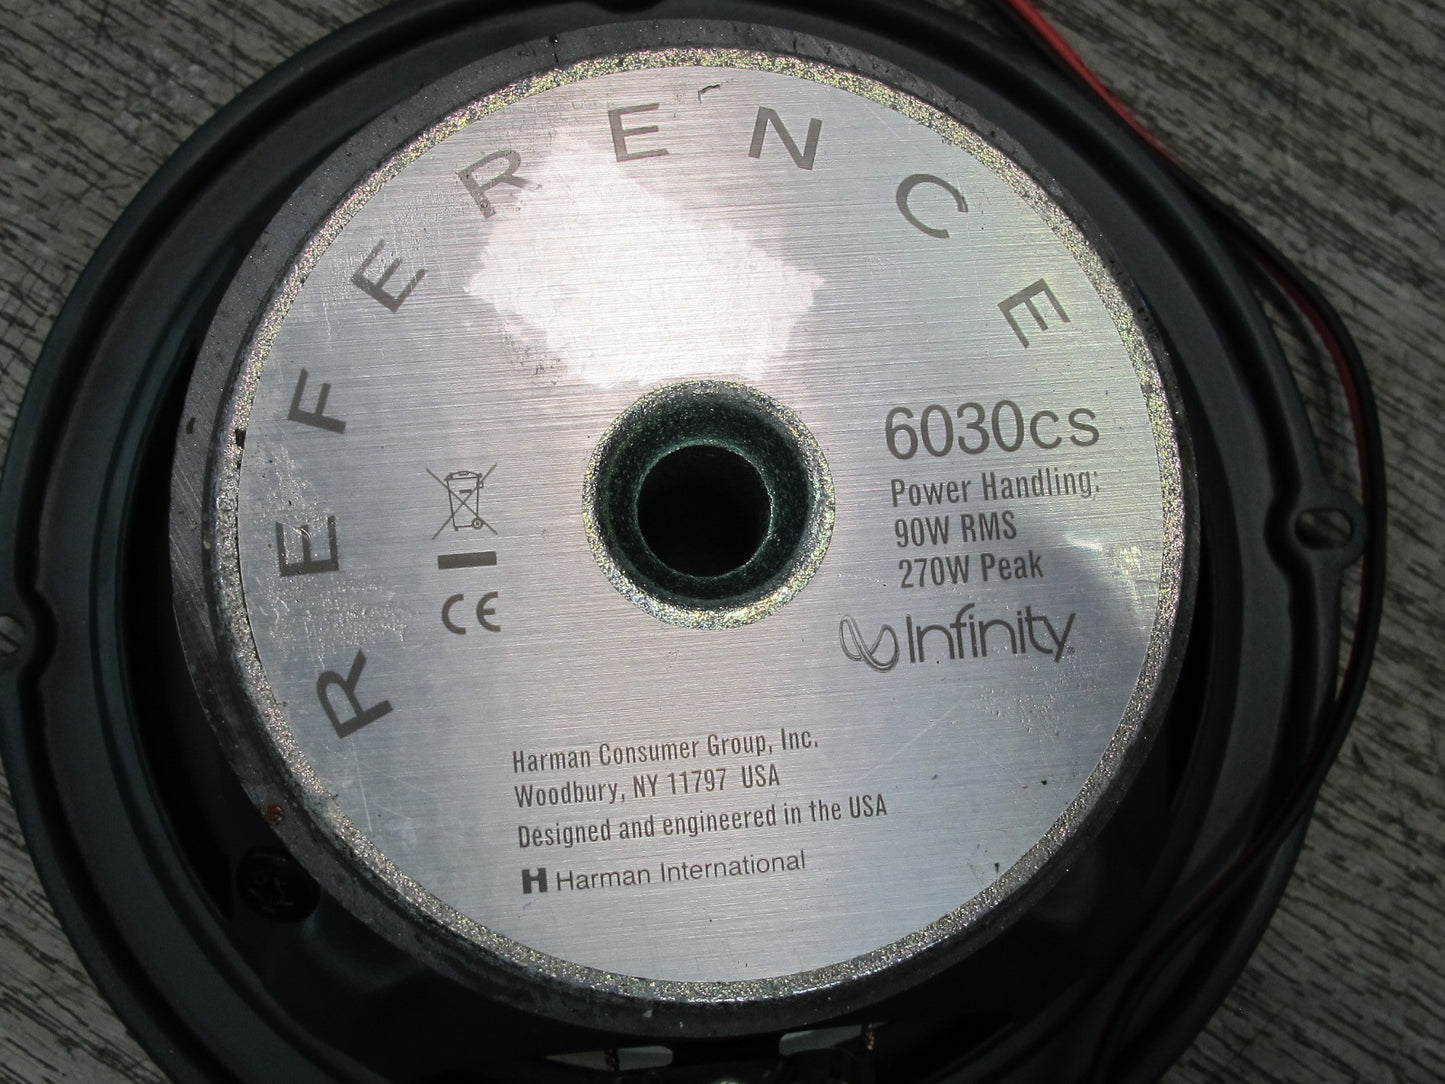 REFERENCE
6030cs
Power Handling:
90W RMS
270W Peak
Infinity
CE
Harman Consumer Group, Inc.
Woodbury, NY 11797 USA
Designed and engineered in the USA
H Harman International